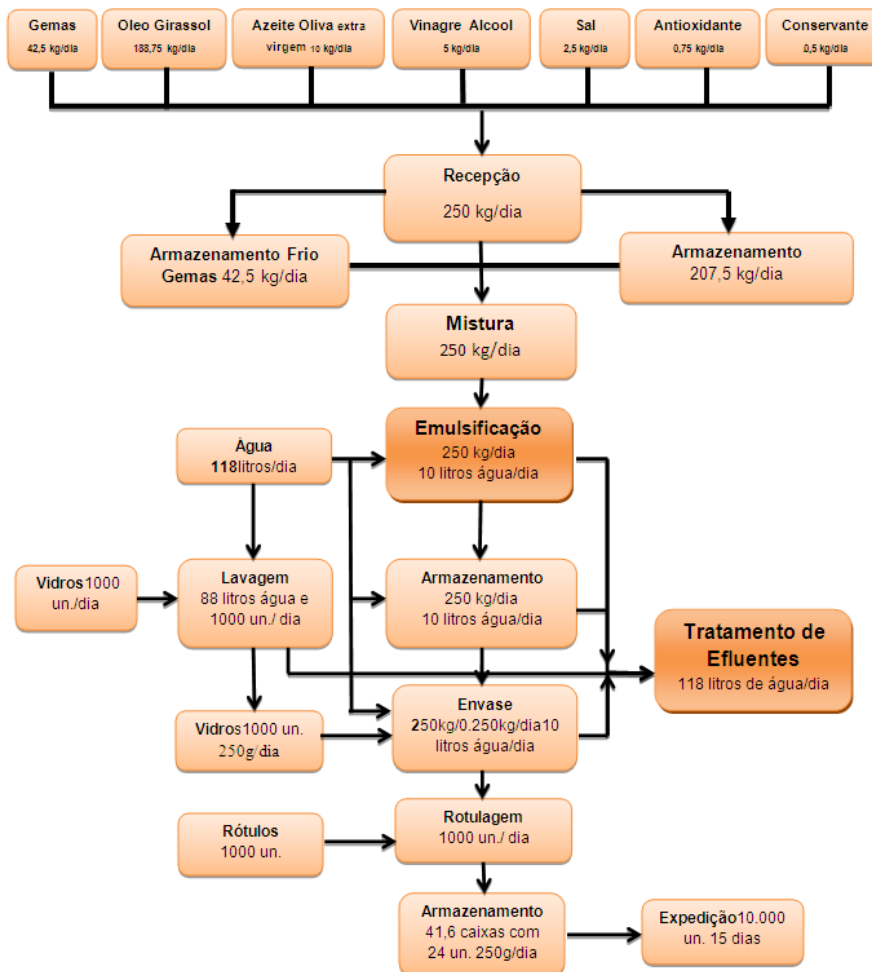 Gemas
42,5 kg/dia
Oleo Girassol
188,75 kg/dia
Azeite Oliva extra
virgem 10 kg/dia
Vinagre Alcool
5 kg/dia
Sal
2,5 kg/dia
Antioxidante
0,75 kg/dia
Conservante
0,5 kg/dia
Recepção
250 kg/dia
Armazenamento Frio
Gemas 42,5 kg/dia
Armazenamento
207,5 kg/dia
Mistura
250 kg/dia
Emulsificação
250 kg/dia
10 litros água/dia
Água
118litros/dia
Vidros1000
un./dia
Lavagem
88 litros água e
1000 un./ dia
Armazenamento
250 kg/dia
10 litros água/dia
Tratamento de
Efluentes
118 litros de água/dia
Vidros1000 un.
250g/dia
Envase
250kg/0.250kg/dia10
litros água/dia
Rótulos
1000 un.
Rotulagem
1000 un./ dia
Armazenamento
41,6 caixas com
24 un. 250g/dia
Expedição10.000
un. 15 dias